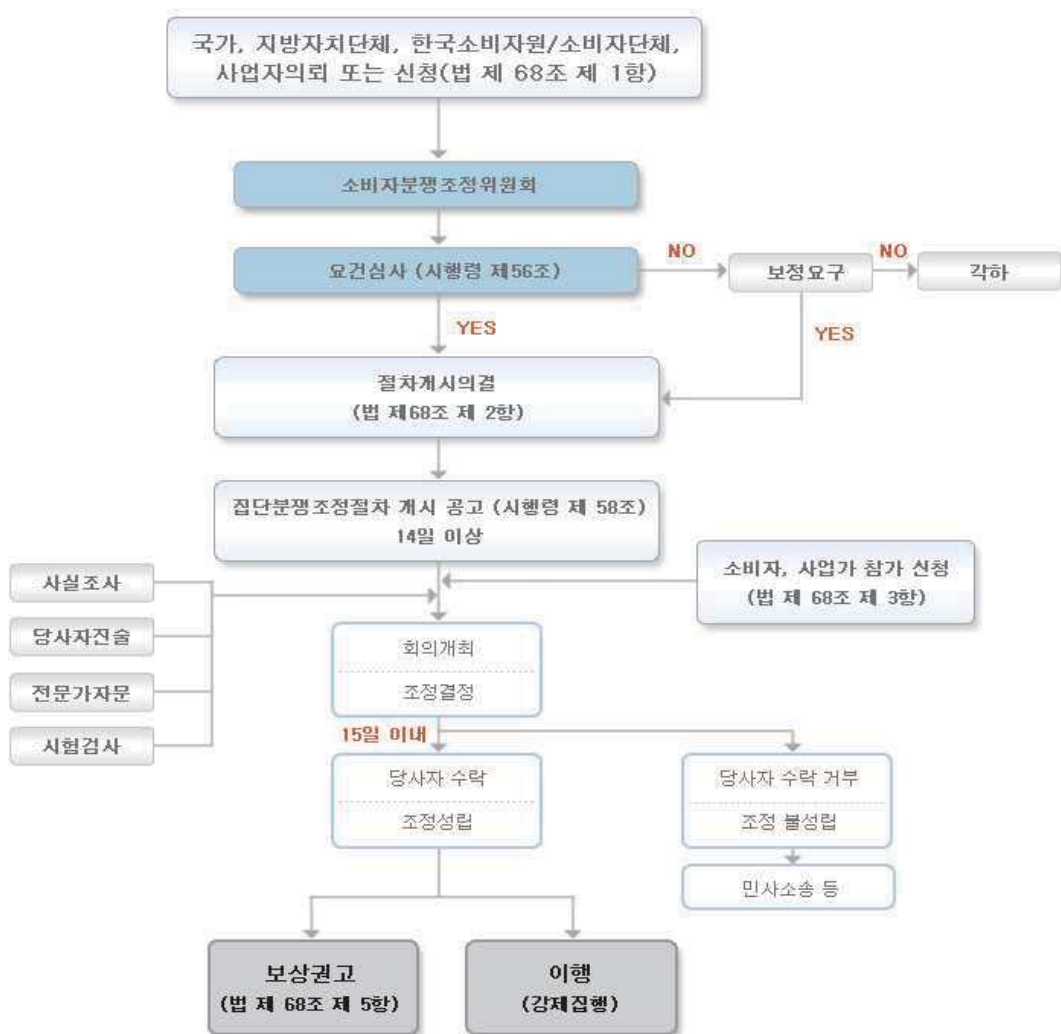 국가, 지방자치단체, 한국소비자원/소비자단체,
사업자의뢰 또는 신청(법 제 68조 제 1항)
소비자분쟁조정위원회
요건심사 (시행령 제56조)
NO
보정요구
NO
각하
YES
YES
절차개시의결
(법 제68조 제 2항)
집단분쟁조정절차 개시 공고 (시행령 제 58조)
14일 이상
소비자, 사업가 참가 신청
(법 제 68조 제 3항)
사실조사
당사자진술
전문가자문
시험검사
회의개최
조정결정
15일 이내
당사자 수락
조정성립
당사자 수락 거부
조정 불성립
민사소송 등
보상권고
(법 제 68조 제 5항)
이행
(강제집행)